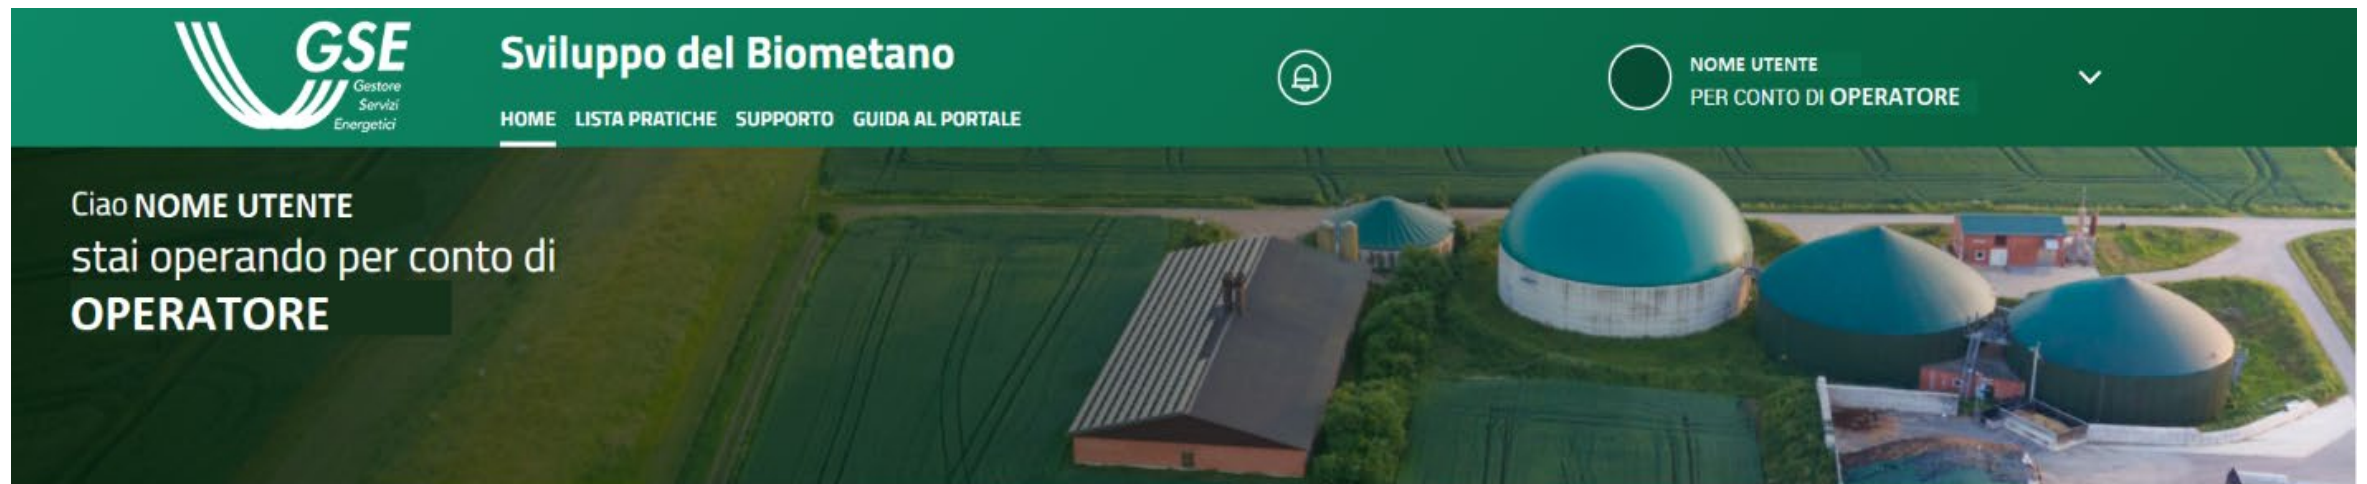 GSE
Gestore
Servizi
Energetici
Sviluppo del Biometano
HOME LISTA PRATICHE SUPPORTO GUIDA AL PORTALE
NOME UTENTE
PER CONTO DI OPERATORE
Ciao NOME UTENTE
stai operando per conto di
OPERATORE